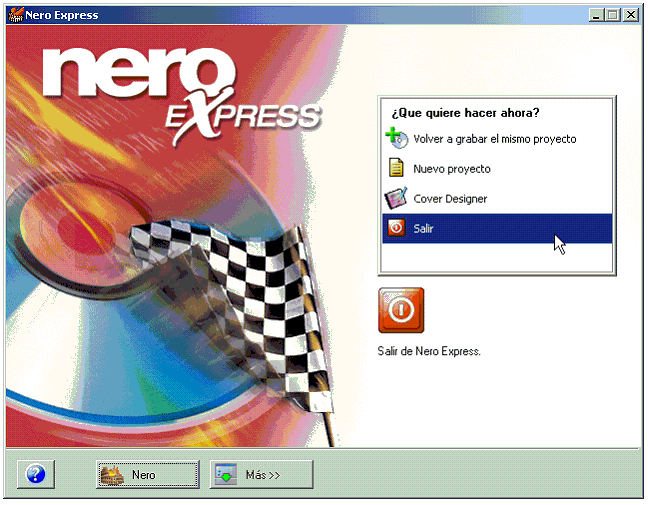 Nero Express
nero
EXPRESS
¿Que quiere hacer ahora?
Volver a grabar el mismo proyecto
Nuevo proyecto
Cover Designer
Salir
Salir de Nero Express.
?
Nero
Más >>